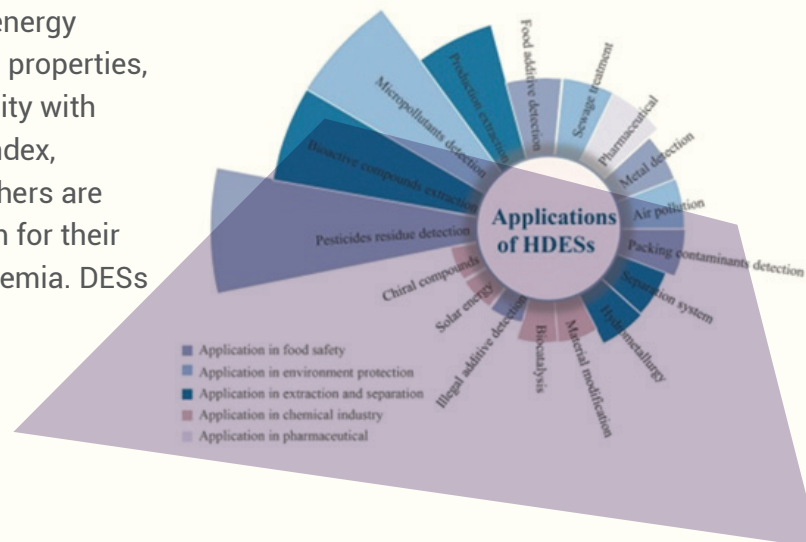 energy
properties,
ity with
ndex,
hers are
n for their
emia. DESs
Food additive detection
Sewage treatment
Pharmaceutical
Metal detection
Air pollution
Packing contaminants detection
Separation system
Hydrometallurgy
Material modification
Biocatalysis
Illegal additive detection
Solar energy
Chiral compounds
Pesticides residue detection
Bioactive compounds extraction
Micropollutants detection
Production extraction
Applications
of HDESs
Application in food safety
Application in environment protection
Application in extraction and separation
Application in chemical industry
Application in pharmaceutical